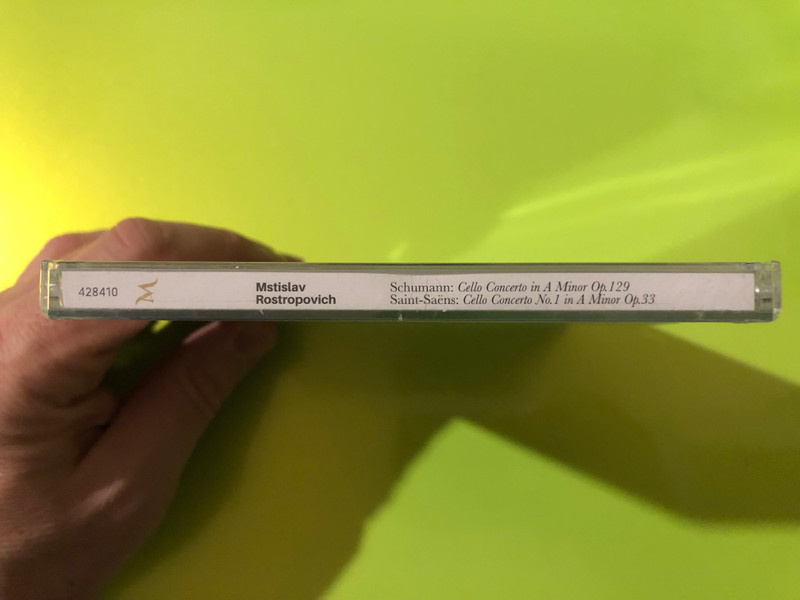 428410
Mstislav
Rostropovich
Schumann: Cello Concerto in A Minor Op.129
Saint-Saëns: Cello Concerto No.1 in A Minor Op.33